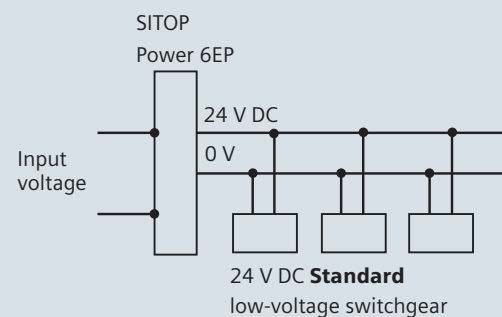 SITOP
Power 6EP
24 V DC
0 V
Input
voltage
24 V DC Standard
low-voltage switchgear